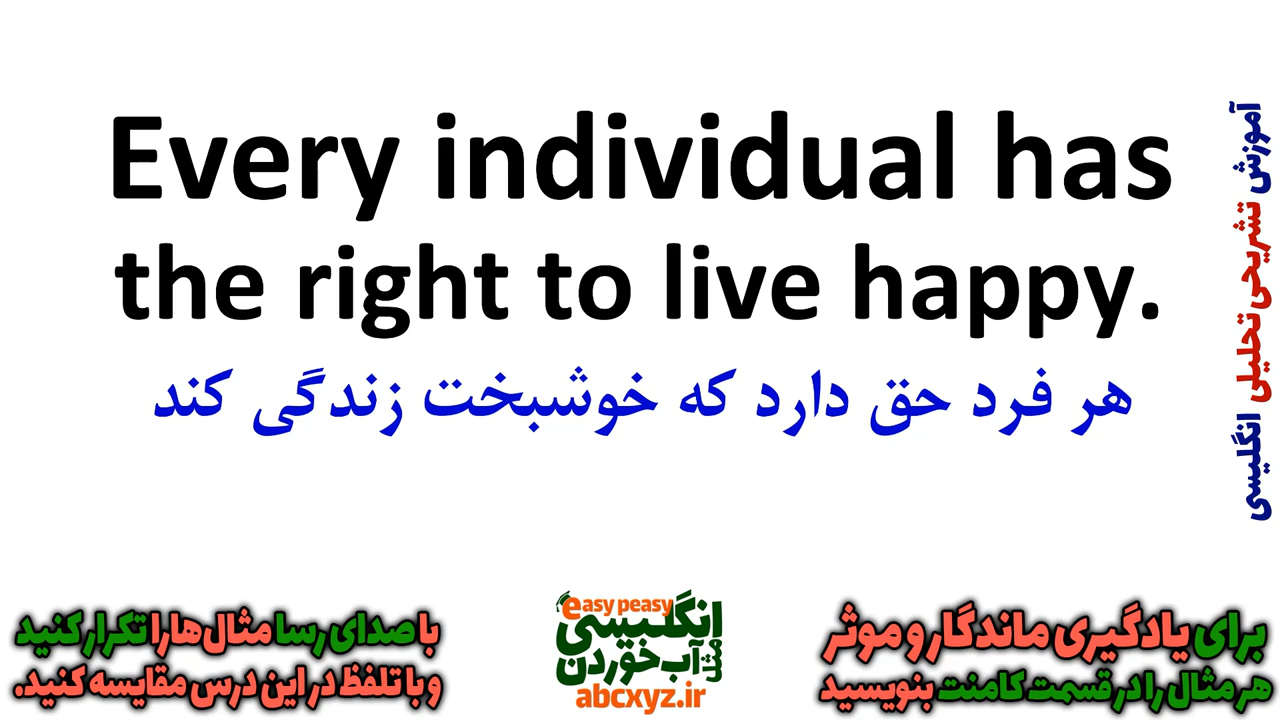 Every individual has
the right to live happy.
هر فرد حق دارد که خوشبخت زندگی کند
آموزش تشریحی تحلیلی انگلیسی
با صدای رسا مثال‌ها را تکرار کنید
و با تلفظ در این درس مقایسه کنید.
easy peasy
انگلیسی
مثل
آب خوردن
abcxyz.ir
برای یادگیری ماندگار و موثر
هر مثال را در قسمت کامنت بنویسید